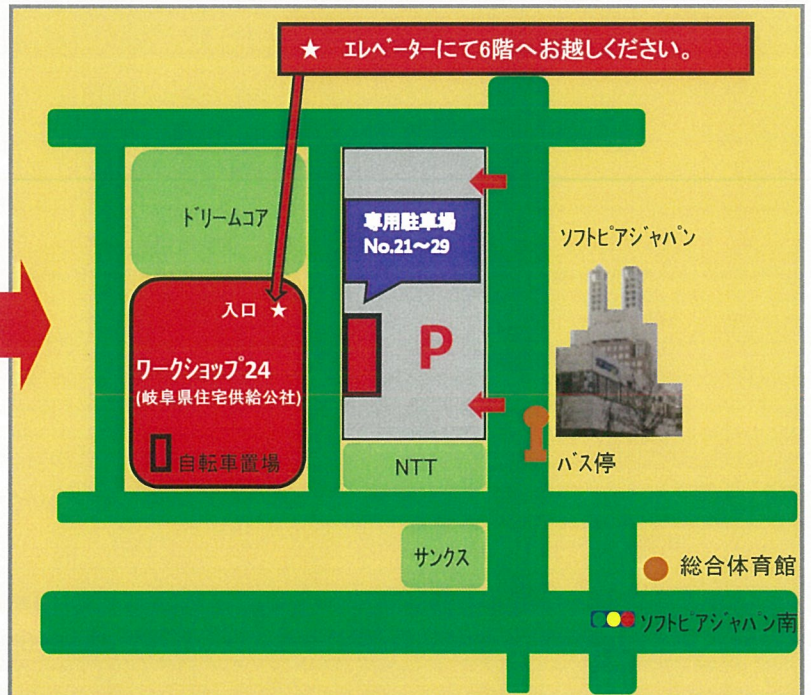 ★ エレベーターにて6階へお越しください。
ドリームコア
専用駐車場
No.21～29
ソフトピアジャパン
入口 ★
P
ワークショップ24
(岐阜県住宅供給公社)
自転車置場
NTT
バス停
サンクス
総合体育館
ソフトピアジャパン南